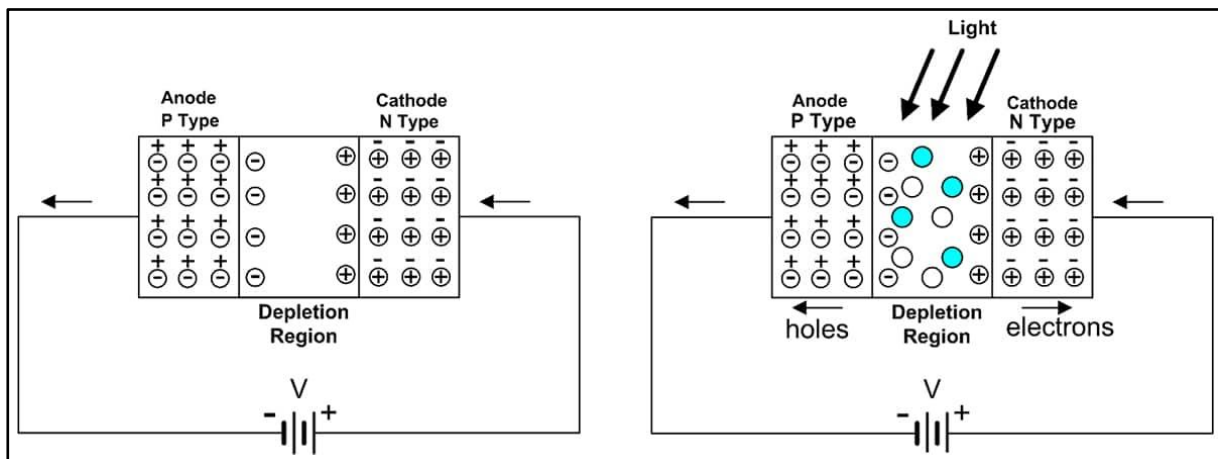 Anode
P Type
Cathode
N Type
+ + +
- - -
- + + +
- + + +
+ + +
- - -
- + + +
- + + +
+ + +
- - -
- + + +
- + + +
+ + +
- - -
- + + +
- + + +
Depletion
Region
V
- +
Light
Anode
P Type
Cathode
N Type
+ + +
- - -
- + + +
- + + +
+ + +
- - -
- + + +
- + + +
+ + +
- - -
- + + +
- + + +
+ + +
- - -
- + + +
- + + +
holes
Depletion
Region
electrons
V
- +